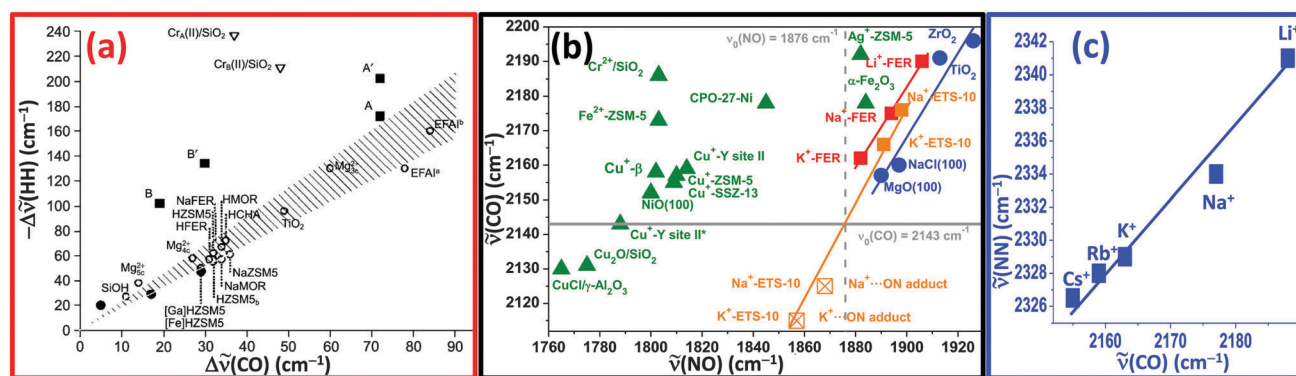 (a)
−Δν̃(HH) (cm⁻¹)
240
220
200
180
160
140
120
100
80
60
40
20
0
Cr_A(II)/SiO₂
Cr_B(II)/SiO₂
A′
A
B′
B
EFAlᵇ
EFAlᵃ
Mg²⁺₃c
NaFER
HMOR
HZSM5
HCHA
HFER
TiO₂
Mg²⁺₄c
Mg²⁺₅c
SiOH
NaZSM5
NaMOR
HZSM5_b
[Ga]HZSM5
[Fe]HZSM5
0 10 20 30 40 50 60 70 80 90
Δν̃(CO) (cm⁻¹)
(b)
ν̃(CO) (cm⁻¹)
2200
2190
2180
2170
2160
2150
2140
2130
2120
ν₀(NO) = 1876 cm⁻¹
Ag⁺-ZSM-5
ZrO₂
Cr²⁺/SiO₂
Li⁺-FER
TiO₂
α-Fe₂O₃
CPO-27-Ni
Na⁺-ETS-10
Fe²⁺-ZSM-5
Na⁺-FER
K⁺-ETS-10
K⁺-FER
Cu⁺-Y site II
Cu⁺-β
NaCl(100)
Cu⁺-ZSM-5
MgO(100)
Cu⁺-SSZ-13
NiO(100)
Cu⁺-Y site II*
ν₀(CO) = 2143 cm⁻¹
Cu₂O/SiO₂
CuCl/γ-Al₂O₃
Na⁺-ETS-10
Na⁺···ON adduct
K⁺-ETS-10
K⁺···ON adduct
1760 1780 1800 1820 1840 1860 1880 1900 1920
ν̃(NO) (cm⁻¹)
(c)
ν̃(NN) (cm⁻¹)
2342
2340
2338
2336
2334
2332
2330
2328
2326
Li⁺
Na⁺
K⁺
Rb⁺
Cs⁺
2160 2170 2180
ν̃(CO) (cm⁻¹)